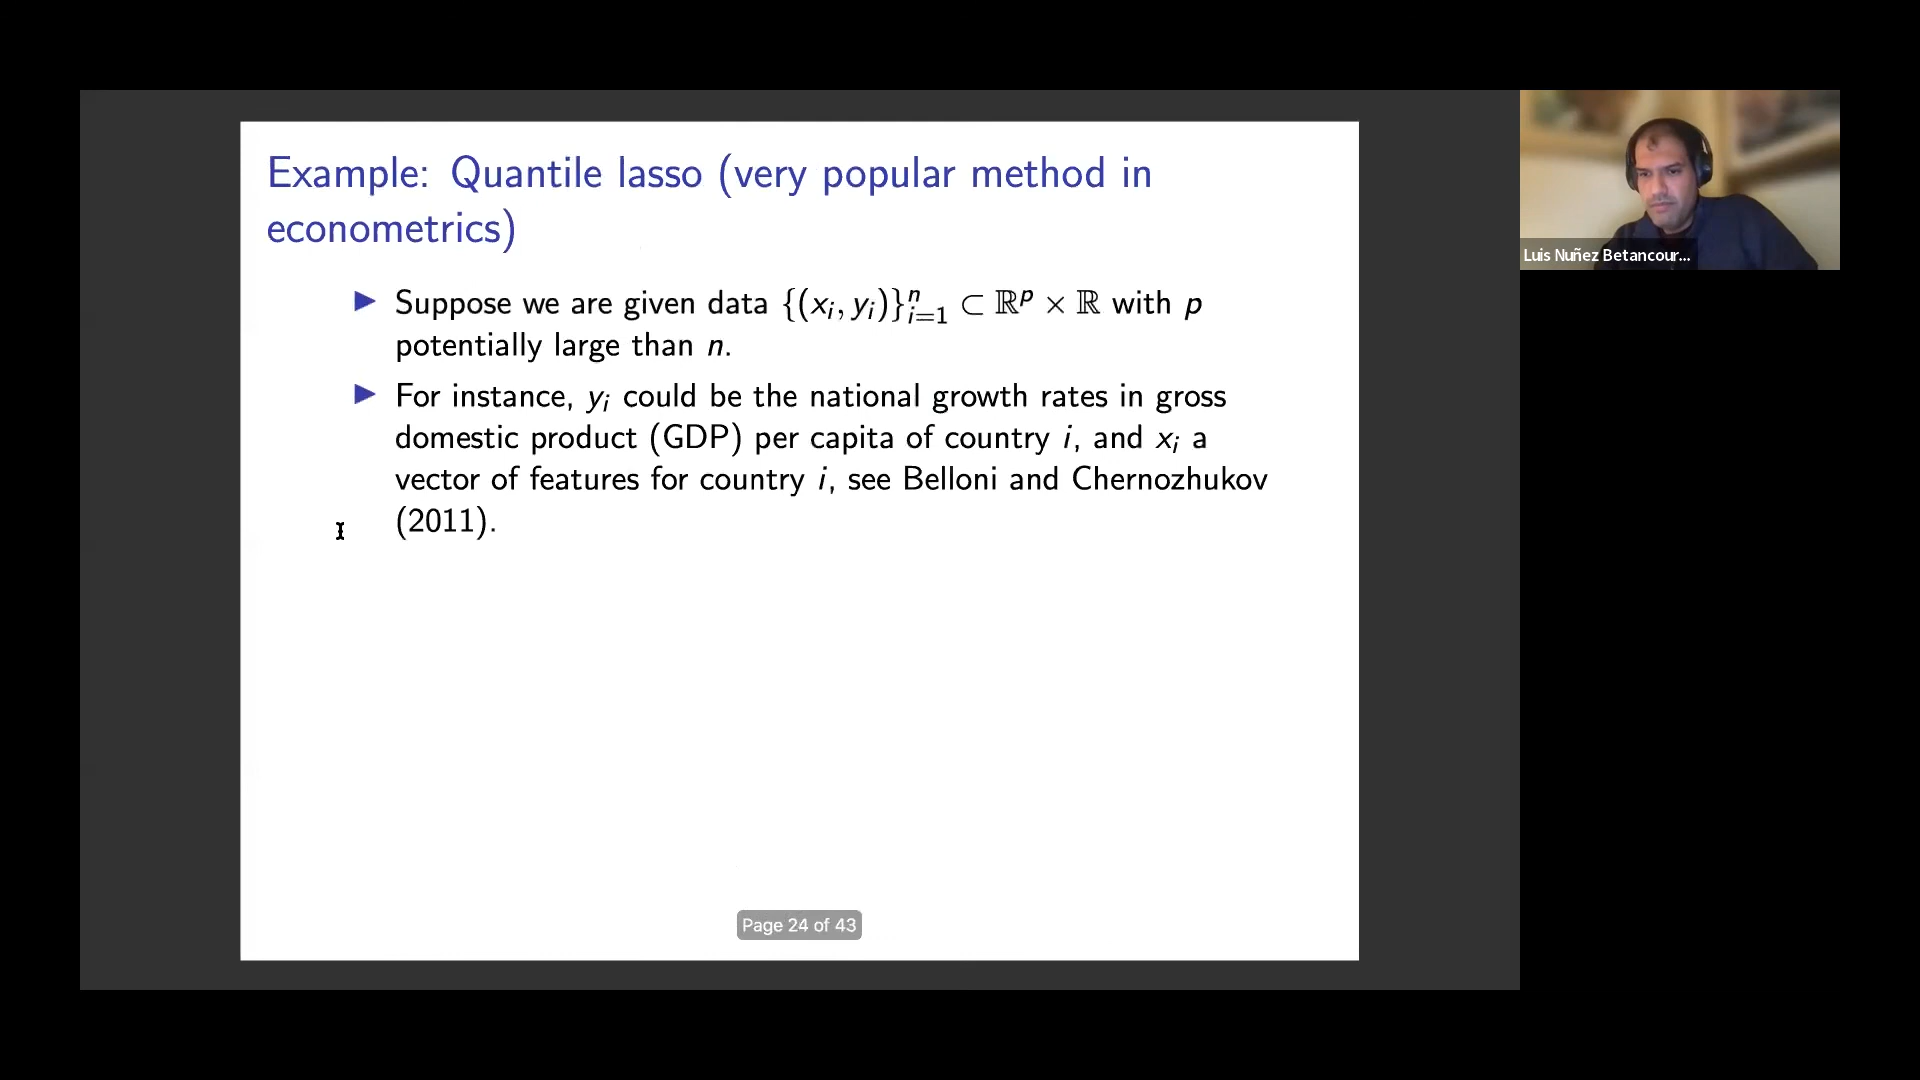 Example: Quantile lasso (very popular method in
econometrics)
▶ Suppose we are given data {(xᵢ, yᵢ)}ⁿᵢ₌₁ ⊂ ℝᵖ × ℝ with p
potentially large than n.
▶ For instance, yᵢ could be the national growth rates in gross
domestic product (GDP) per capita of country i, and xᵢ a
vector of features for country i, see Belloni and Chernozhukov
(2011).
Page 24 of 43
Luis Nuñez Betancour...